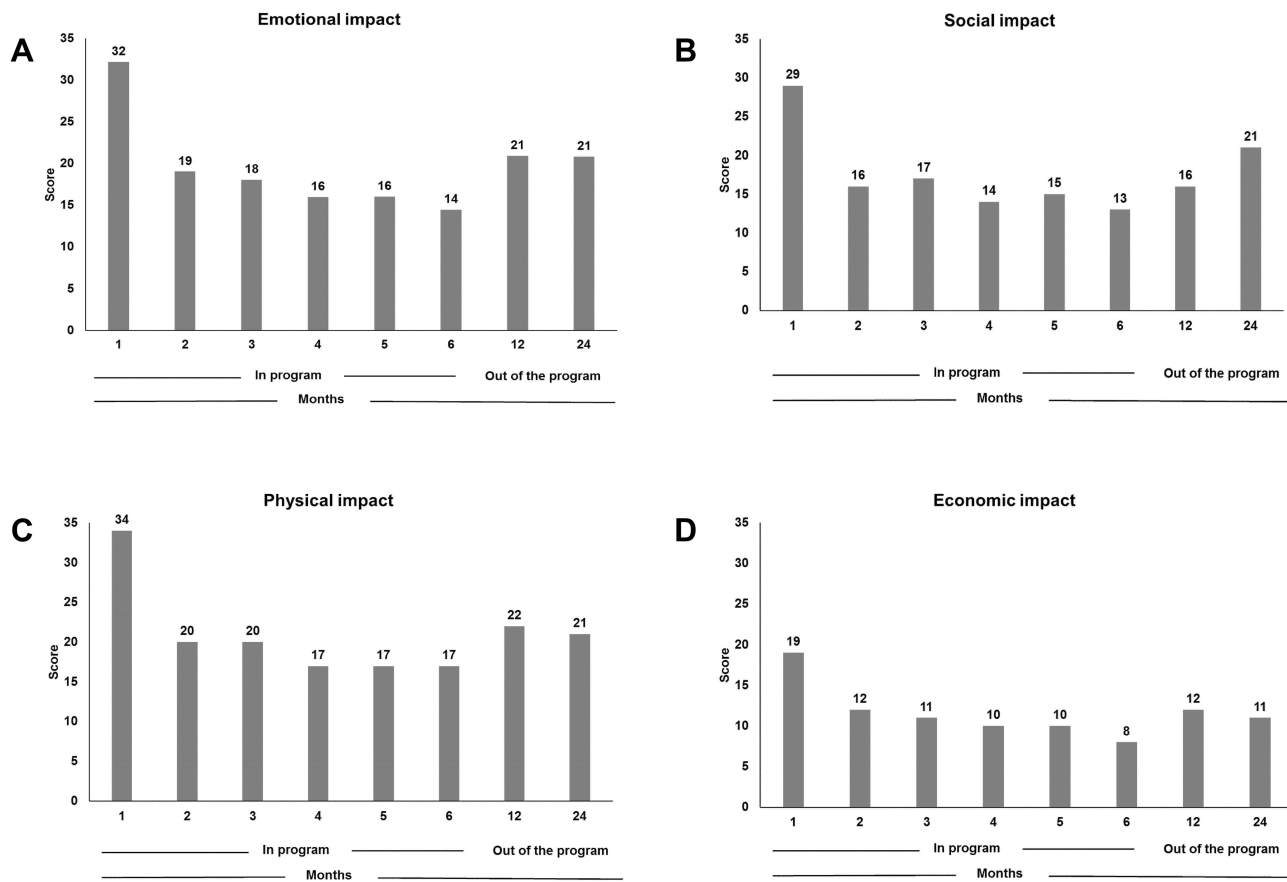 Emotional impact
A
35
30
25
20
15
10
5
0
Score
32
19
18
16
16
14
21
21
1 2 3 4 5 6 12 24
In program Out of the program
Months
Social impact
B
35
30
25
20
15
10
5
0
Score
29
16
17
14
15
13
16
21
1 2 3 4 5 6 12 24
In program Out of the program
Months
Physical impact
C
35
30
25
20
15
10
5
0
Score
34
20
20
17
17
17
22
21
1 2 3 4 5 6 12 24
In program Out of the program
Months
Economic impact
D
35
30
25
20
15
10
5
0
Score
19
12
11
10
10
8
12
11
1 2 3 4 5 6 12 24
In program Out of the program
Months